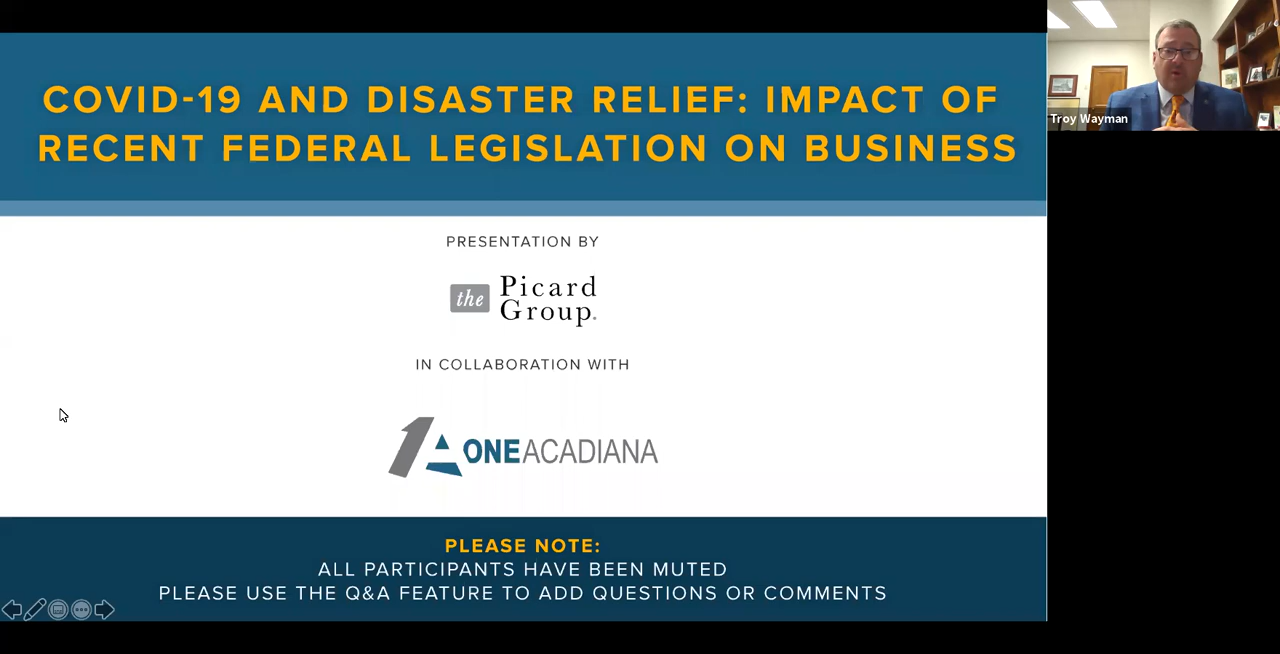 COVID-19 AND DISASTER RELIEF: IMPACT OF
RECENT FEDERAL LEGISLATION ON BUSINESS
Troy Wayman
PRESENTATION BY
the Picard
Group.
IN COLLABORATION WITH
1A ONEACADIANA
PLEASE NOTE:
ALL PARTICIPANTS HAVE BEEN MUTED
PLEASE USE THE Q&A FEATURE TO ADD QUESTIONS OR COMMENTS